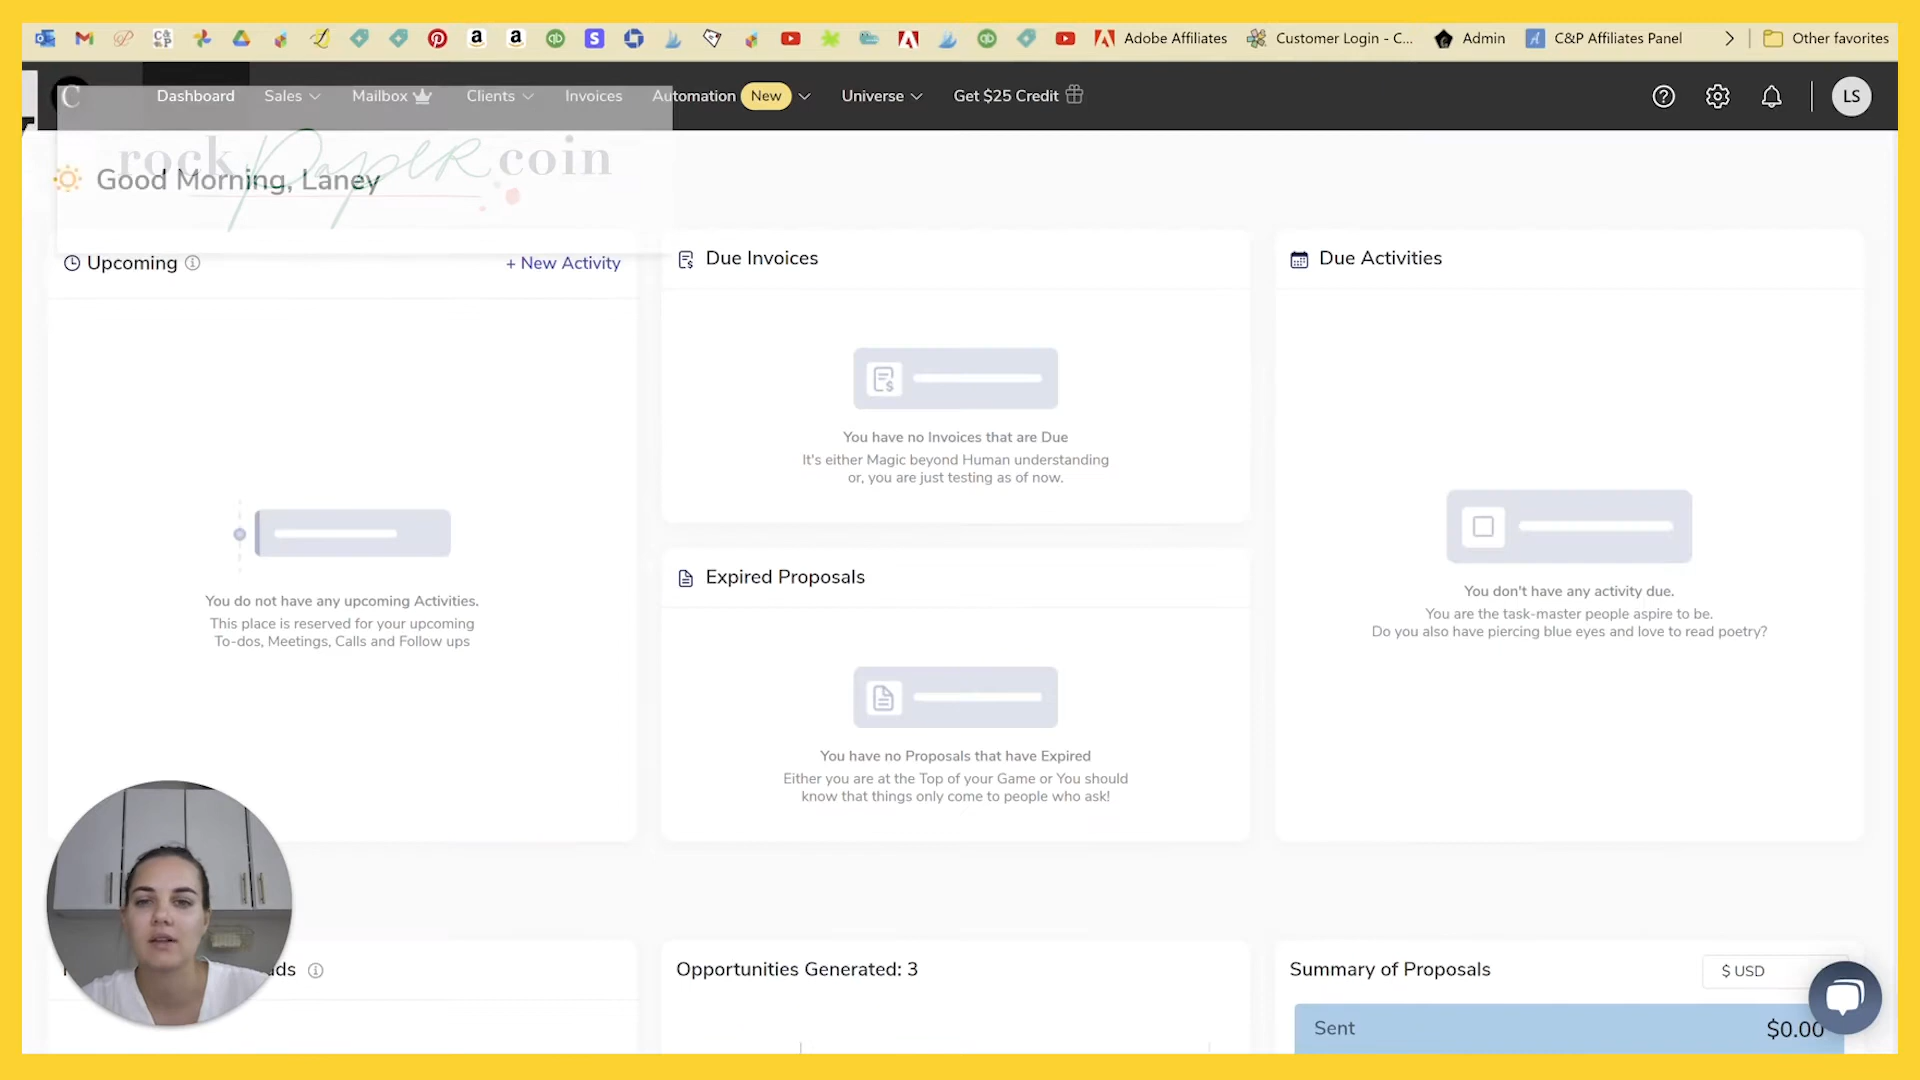 Adobe Affiliates
Customer Login - C...
Admin
C&P Affiliates Panel
Other favorites
C
Dashboard
Sales
Mailbox
Clients
Invoices
Automation
New
Universe
Get $25 Credit
LS
rock paper coin
Good Morning, Laney
Upcoming
+ New Activity
You do not have any upcoming Activities.
This place is reserved for your upcoming
To-dos, Meetings, Calls and Follow ups
Due Invoices
You have no Invoices that are Due
It's either Magic beyond Human understanding
or, you are just testing as of now.
Expired Proposals
You have no Proposals that have Expired
Either you are at the Top of your Game or You should
know that things only come to people who ask!
Due Activities
You don't have any activity due.
You are the task-master people aspire to be.
Do you also have piercing blue eyes and love to read poetry?
Opportunities Generated: 3
Summary of Proposals
$ USD
Sent
$0.00